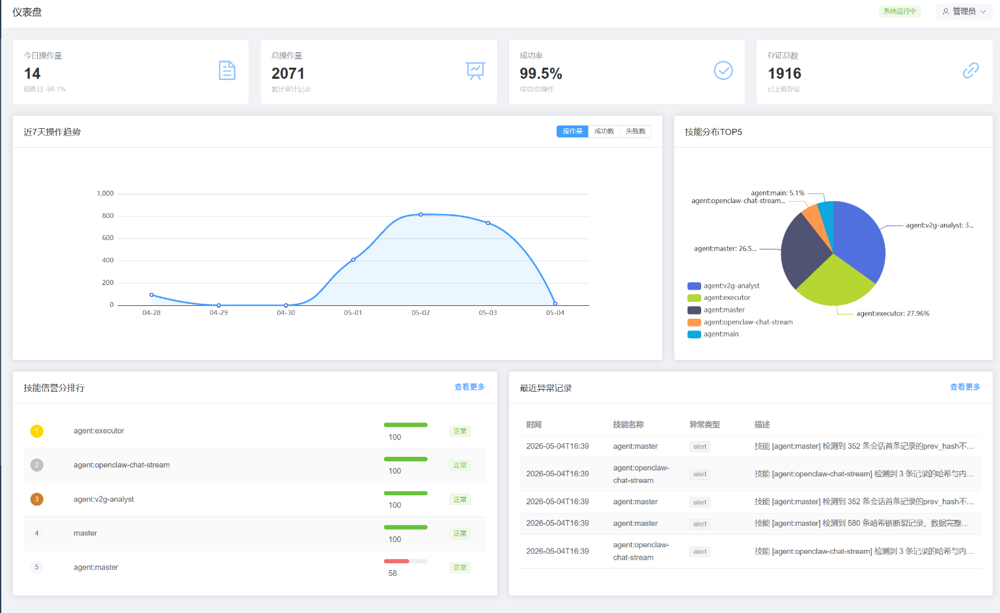 仪表盘
系统运行中
管理员
今日操作量
14
较昨日 -98.1%
总操作量
2071
累计审计记录
成功率
99.5%
成功/总操作
存证总数
1916
已上链存证
近7天操作趋势
操作量 成功数 失败数
1,000
800
600
400
200
0
04-28 04-29 04-30 05-01 05-02 05-03 05-04
技能分布TOP5
agent:main: 5.1%
agent:openclaw-chat-stream...
agent:v2g-analyst: 3...
agent:master: 26.5...
agent:executor: 27.96%
agent:v2g-analyst
agent:executor
agent:master
agent:openclaw-chat-stream
agent:main
技能信誉分排行
查看更多
1 agent:executor 100 正常
2 agent:openclaw-chat-stream 100 正常
3 agent:v2g-analyst 100 正常
4 master 100 正常
5 agent:master 58 正常
最近异常记录
查看更多
时间 技能名称 异常类型 描述
2026-05-04T16:39 agent:master alert 技能 [agent:master] 检测到 352 条会话首条记录的prev_hash不...
2026-05-04T16:39 agent:openclaw-chat-stream alert 技能 [agent:openclaw-chat-stream] 检测到 3 条记录的哈希与内...
2026-05-04T16:39 agent:master alert 技能 [agent:master] 检测到 352 条会话首条记录的prev_hash不...
2026-05-04T16:39 agent:master alert 技能 [agent:master] 检测到 580 条哈希链断裂记录，数据完整...
2026-05-04T16:39 agent:openclaw-chat-stream alert 技能 [agent:openclaw-chat-stream] 检测到 3 条记录的哈希与内...